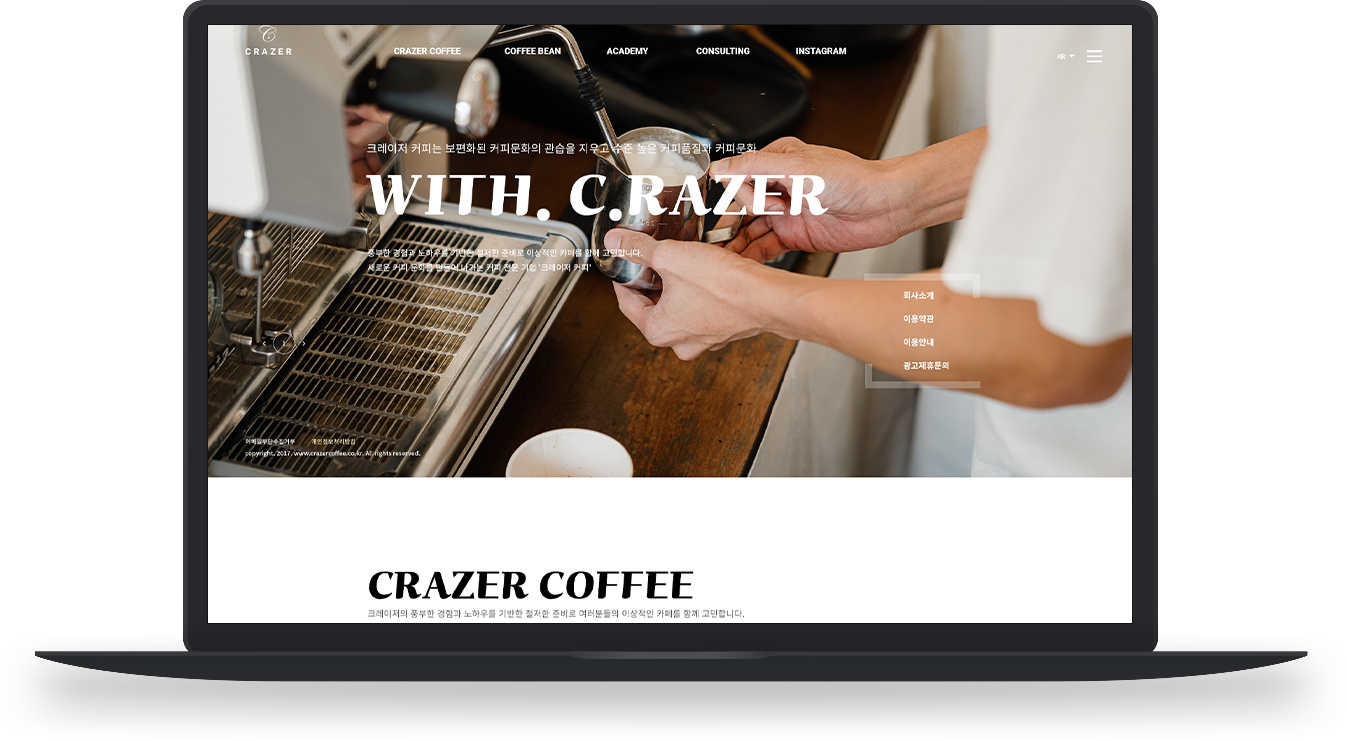 C
CRAZER
CRAZER COFFEE COFFEE BEAN ACADEMY CONSULTING INSTAGRAM
KR
크레이저 커피는 보편화된 커피문화의 관습을 지우고 수준 높은 커피품질과 커피문화
WITH. C.RAZER
풍부한 경험과 노하우를 기반한 철저한 준비로 이상적인 카페를 함께 고민합니다.
새로운 커피 문화를 만들어 나가는 커피 전문 기업 '크레이저 커피'
회사소개
이용약관
이용안내
광고제휴문의
이메일무단수집거부 개인정보처리방침
copyright. 2017. www.crazercoffee.co.kr. All rights reserved.
CRAZER COFFEE
크레이저의 풍부한 경험과 노하우를 기반한 철저한 준비로 여러분들의 이상적인 카페를 함께 고민합니다.